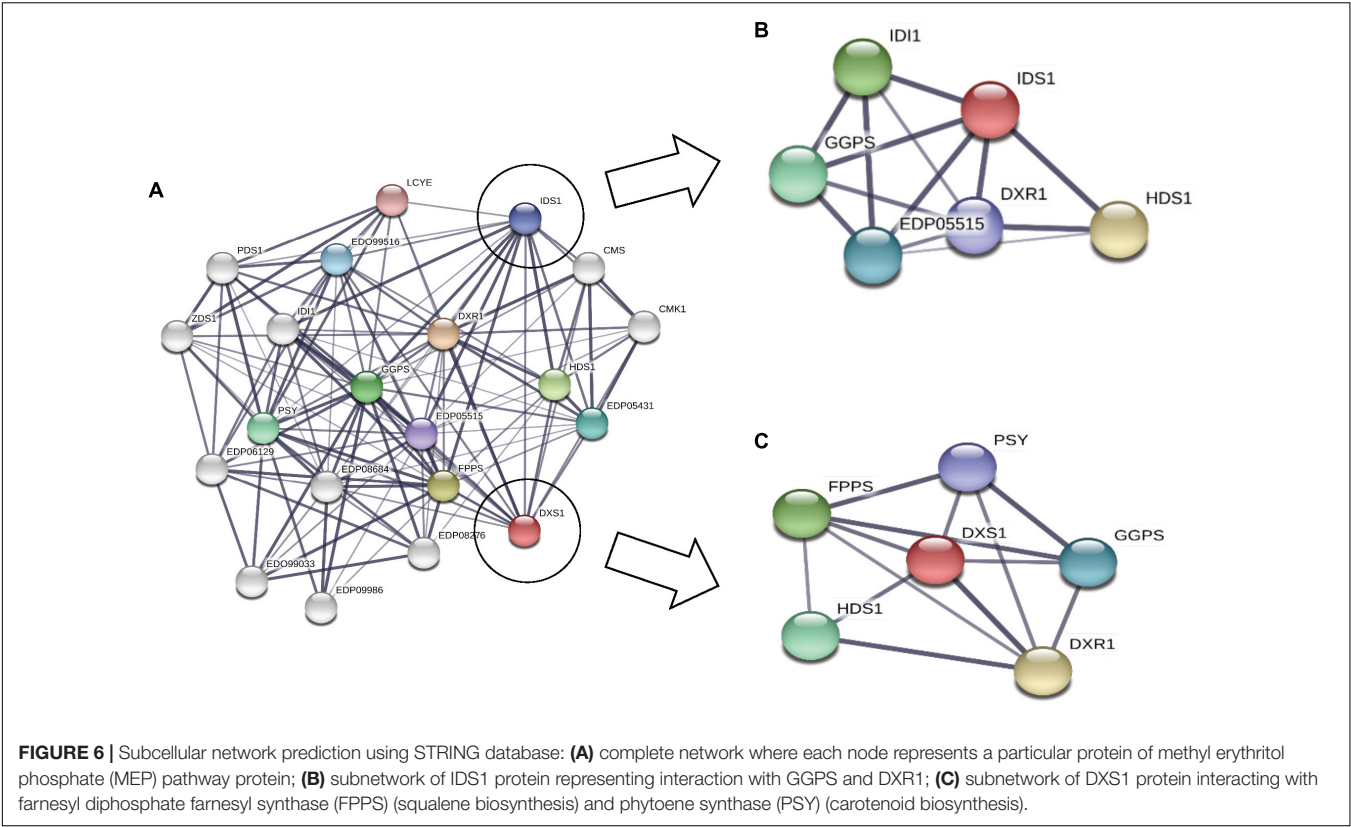 A
LCYE
IDS1
PDS1
EDO99516
CMS
ZDS1
IDI1
DXR1
CMK1
GGPS
HDS1
PSY
EDP05515
EDP05431
EDP06129
EDP08684
FPPS
DXS1
EDP08276
EDO99033
EDP09986
B
IDI1
IDS1
GGPS
DXR1
HDS1
EDP05515
C
PSY
FPPS
DXS1
GGPS
HDS1
DXR1
FIGURE 6 | Subcellular network prediction using STRING database: (A) complete network where each node represents a particular protein of methyl erythritol
phosphate (MEP) pathway protein; (B) subnetwork of IDS1 protein representing interaction with GGPS and DXR1; (C) subnetwork of DXS1 protein interacting with
farnesyl diphosphate farnesyl synthase (FPPS) (squalene biosynthesis) and phytoene synthase (PSY) (carotenoid biosynthesis).